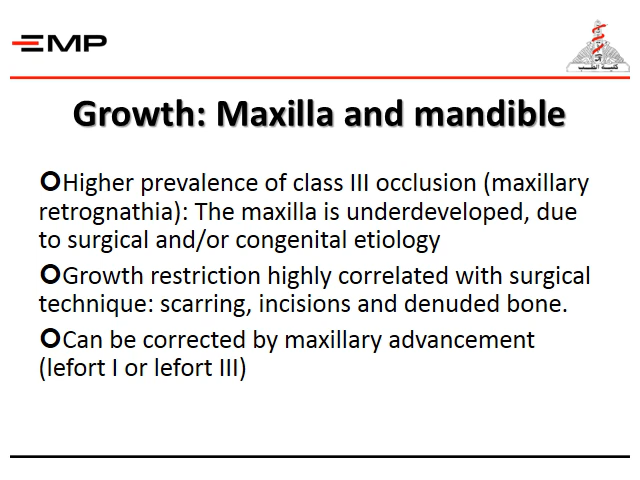 EMP
كلية الطب
Growth: Maxilla and mandible
Higher prevalence of class III occlusion (maxillary
retrognathia): The maxilla is underdeveloped, due
to surgical and/or congenital etiology
Growth restriction highly correlated with surgical
technique: scarring, incisions and denuded bone.
Can be corrected by maxillary advancement
(lefort I or lefort III)